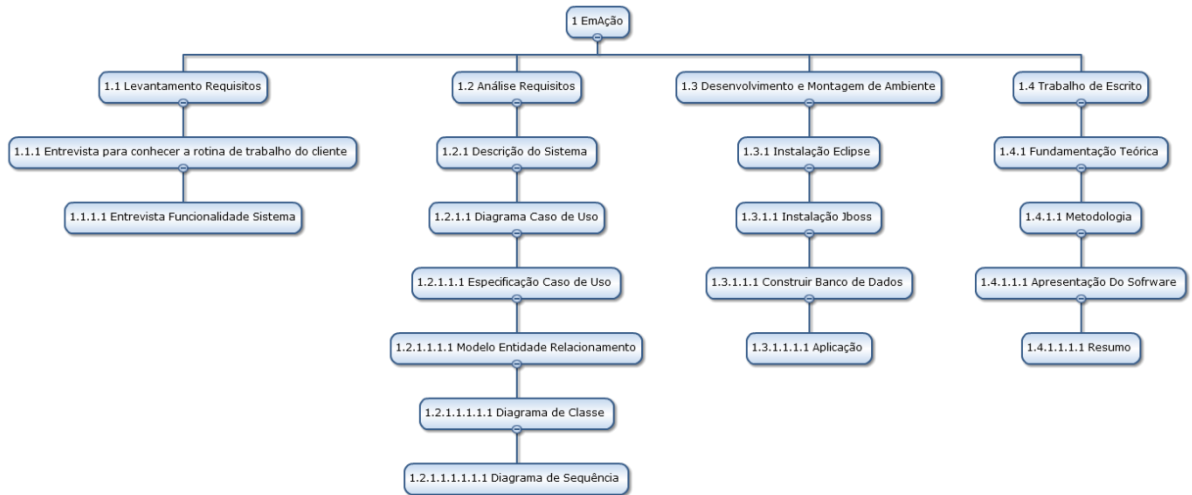 1 EmAção
1.1 Levantamento Requisitos
1.2 Análise Requisitos
1.3 Desenvolvimento e Montagem de Ambiente
1.4 Trabalho de Escrito
1.1.1 Entrevista para conhecer a rotina de trabalho do cliente
1.2.1 Descrição do Sistema
1.3.1 Instalação Eclipse
1.4.1 Fundamentação Teórica
1.1.1.1 Entrevista Funcionalidade Sistema
1.2.1.1 Diagrama Caso de Uso
1.3.1.1 Instalação Jboss
1.4.1.1 Metodologia
1.2.1.1.1 Especificação Caso de Uso
1.3.1.1.1 Construir Banco de Dados
1.4.1.1.1 Apresentação Do Sofrware
1.2.1.1.1.1 Modelo Entidade Relacionamento
1.3.1.1.1.1 Aplicação
1.4.1.1.1.1 Resumo
1.2.1.1.1.1.1 Diagrama de Classe
1.2.1.1.1.1.1.1 Diagrama de Sequência